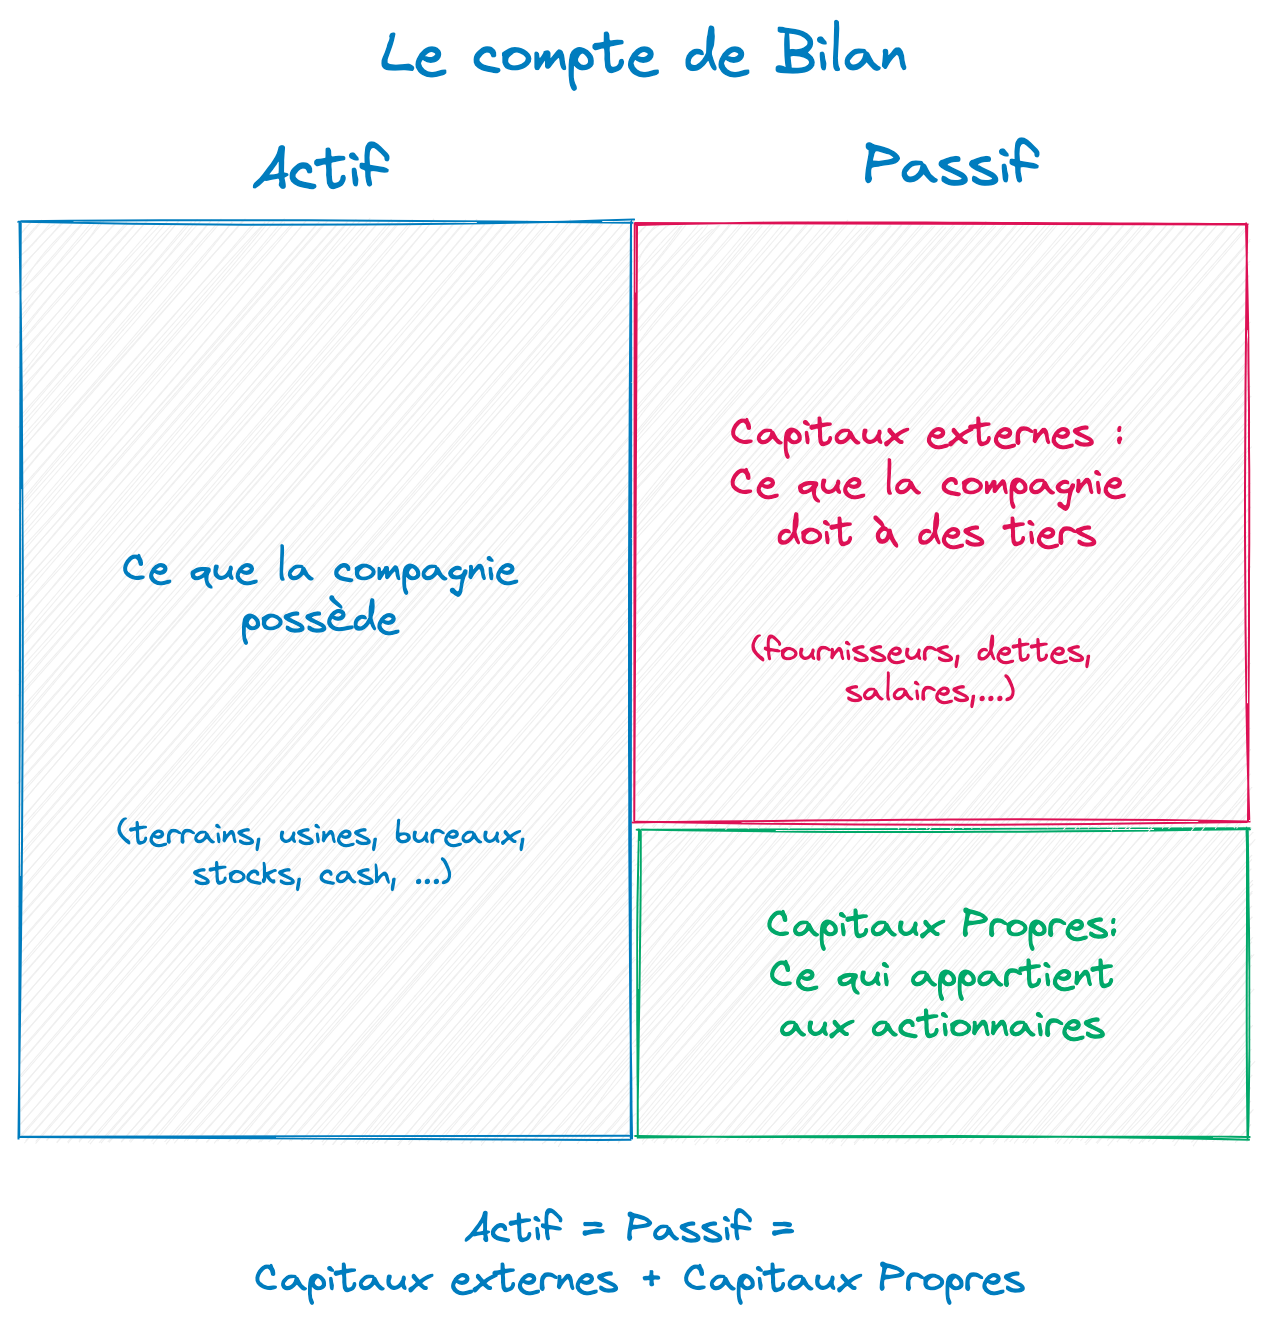 Le compte de Bilan
Actif
Passif
Ce que la compagnie
possède
(terrains, usines, bureaux,
stocks, cash, ...)
Capitaux externes :
Ce que la compagnie
doit à des tiers
(fournisseurs, dettes,
salaires,...)
Capitaux Propres:
Ce qui appartient
aux actionnaires
Actif = Passif =
Capitaux externes + Capitaux Propres